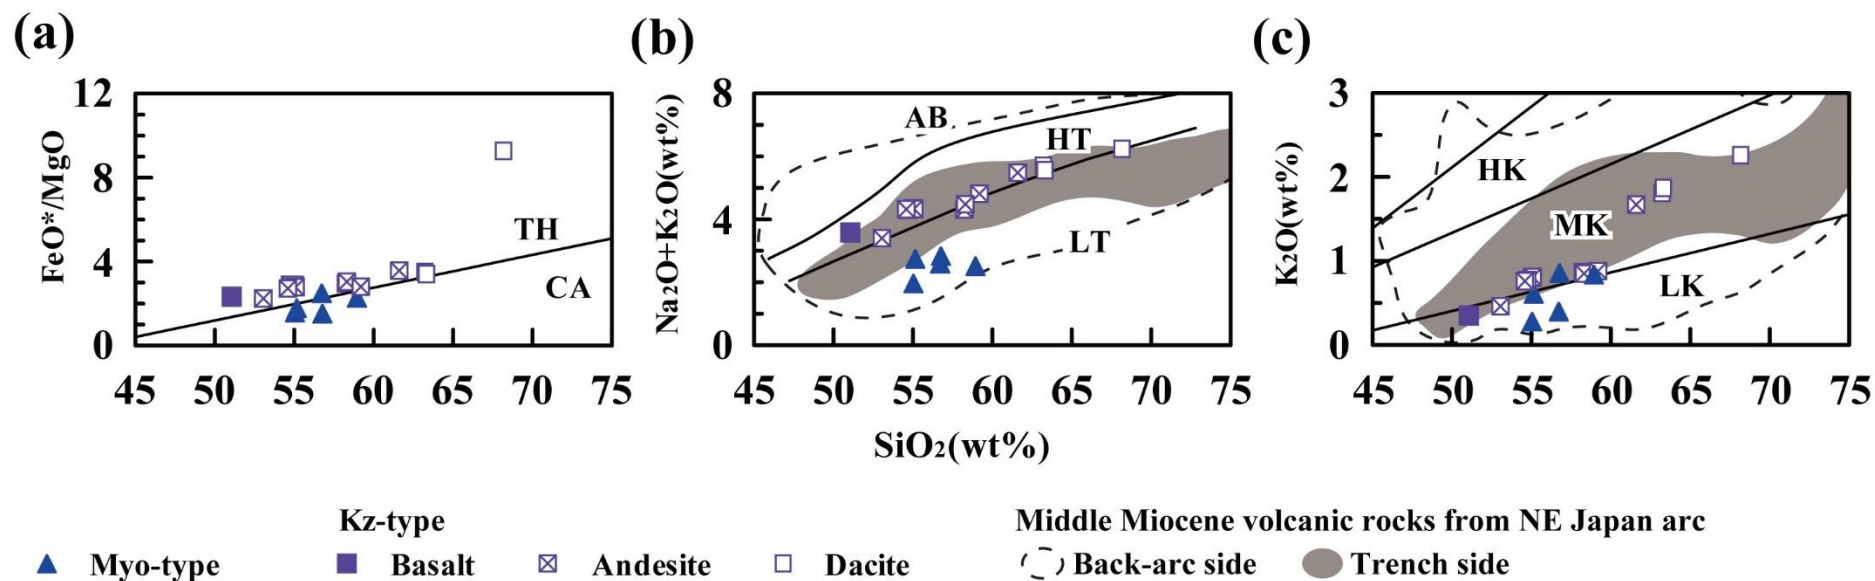 (a)
(b)
(c)
FeO*/MgO
12
8
4
0
TH
CA
45 50 55 60 65 70 75
Na₂O+K₂O(wt%)
8
4
0
AB
HT
LT
45 50 55 60 65 70 75
K₂O(wt%)
3
2
1
0
HK
MK
LK
45 50 55 60 65 70 75
SiO₂(wt%)
Kz-type
Middle Miocene volcanic rocks from NE Japan arc
Myo-type Basalt Andesite Dacite Back-arc side Trench side